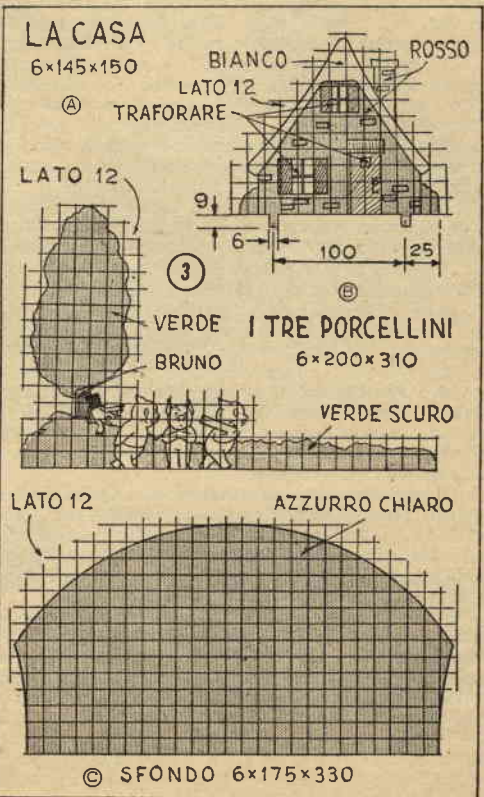 LA CASA
6×145×150
Ⓐ
BIANCO
ROSSO
LATO 12
TRAFORARE
LATO 12
9
6
100
25
③
Ⓑ
VERDE
I TRE PORCELLINI
6×200×310
BRUNO
VERDE SCURO
LATO 12
AZZURRO CHIARO
Ⓒ SFONDO 6×175×330